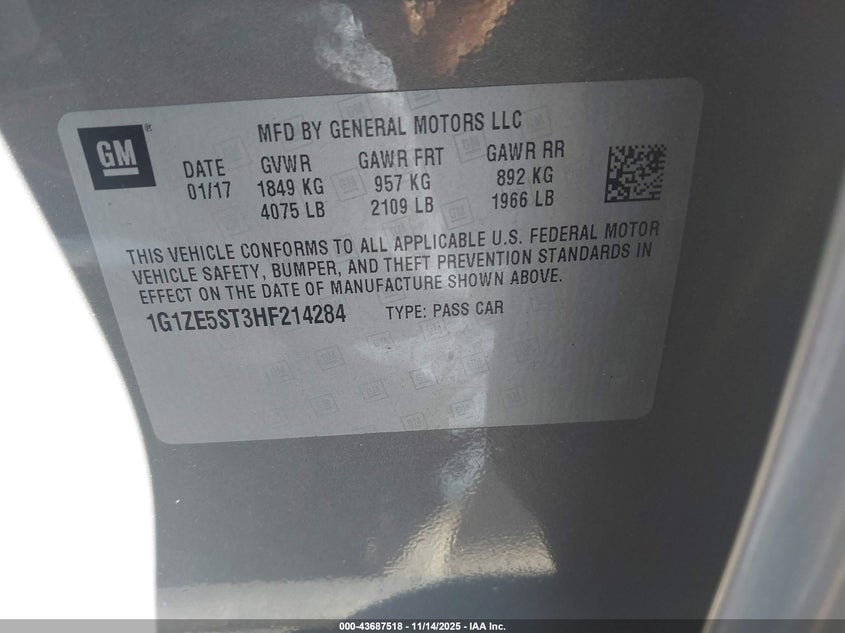 GM
MFD BY GENERAL MOTORS LLC
DATE GVWR GAWR FRT GAWR RR
01/17 1849 KG 957 KG 892 KG
4075 LB 2109 LB 1966 LB
THIS VEHICLE CONFORMS TO ALL APPLICABLE U.S. FEDERAL MOTOR
VEHICLE SAFETY, BUMPER, AND THEFT PREVENTION STANDARDS IN
EFFECT ON THE DATE OF MANUFACTURE SHOWN ABOVE.
1G1ZE5ST3HF214284 TYPE: PASS CAR
000-43687518 - 11/14/2025 - IAA Inc.